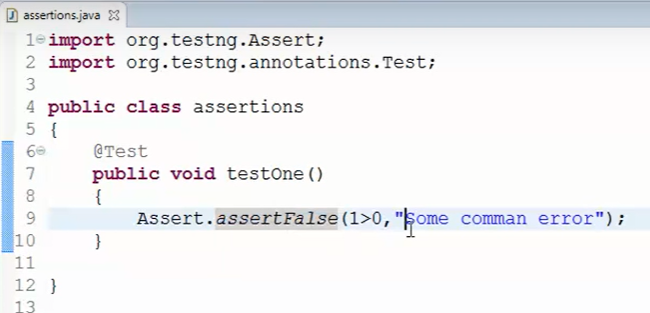 assertions.java
1 import org.testng.Assert;
2 import org.testng.annotations.Test;
3
4 public class assertions
5 {
6 @Test
7 public void testOne()
8 {
9 Assert.assertFalse(1>0,"Some comman error");
10 }
11
12 }
13